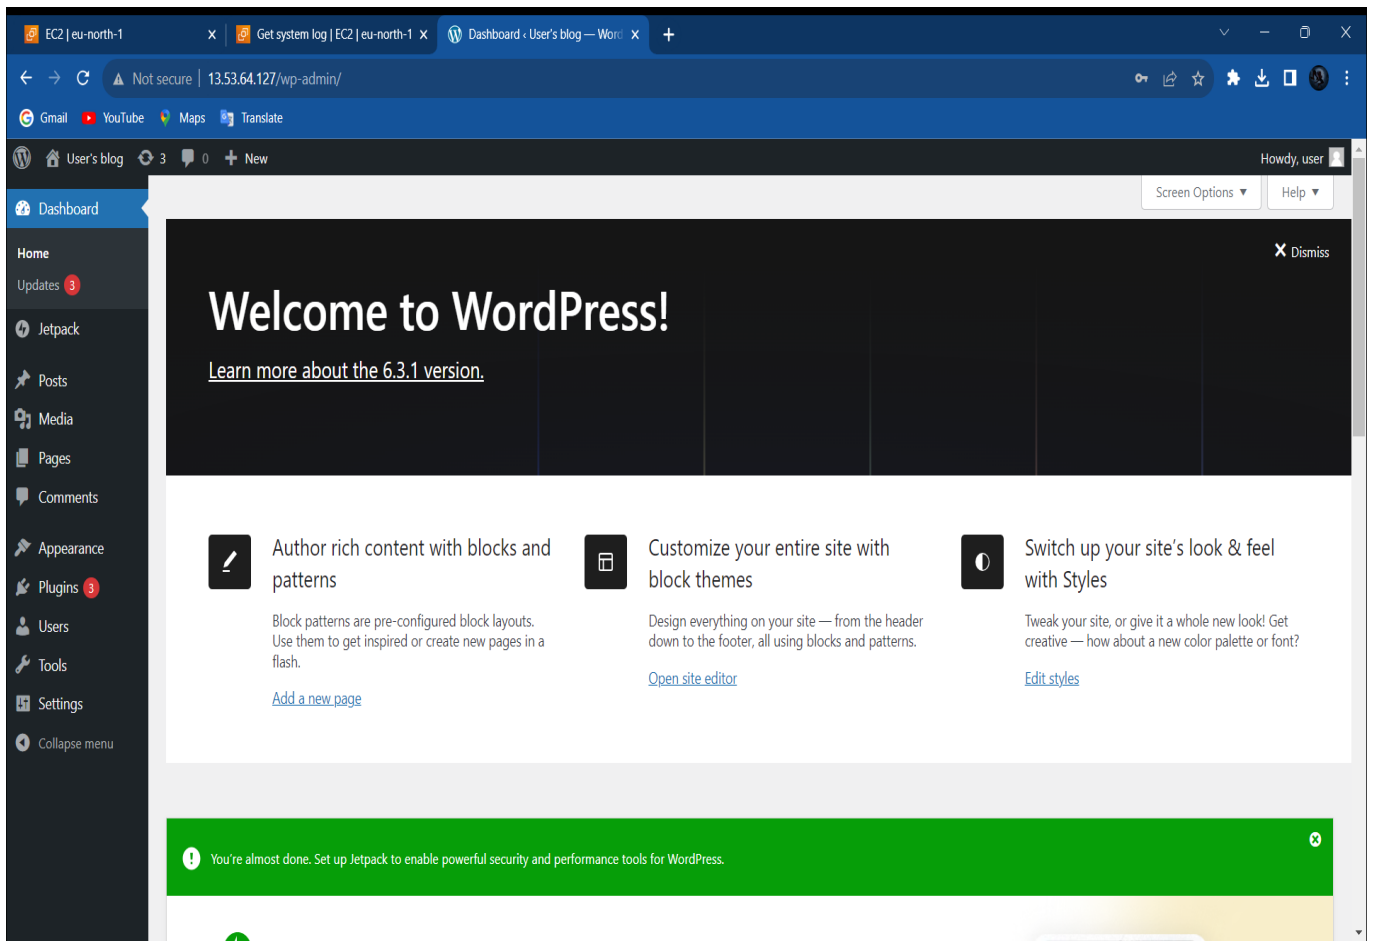 EC2 | eu-north-1
Get system log | EC2 | eu-north-1
Dashboard ‹ User's blog — Word
Not secure | 13.53.64.127/wp-admin/
Gmail YouTube Maps Translate
User's blog 3 0 + New
Howdy, user
Dashboard
Home
Updates 3
Jetpack
Posts
Media
Pages
Comments
Appearance
Plugins 3
Users
Tools
Settings
Collapse menu
Screen Options ▼
Help ▼
Dismiss
Welcome to WordPress!
Learn more about the 6.3.1 version.
Author rich content with blocks and
patterns
Block patterns are pre-configured block layouts.
Use them to get inspired or create new pages in a
flash.
Add a new page
Customize your entire site with
block themes
Design everything on your site — from the header
down to the footer, all using blocks and patterns.
Open site editor
Switch up your site's look & feel
with Styles
Tweak your site, or give it a whole new look! Get
creative — how about a new color palette or font?
Edit styles
You're almost done. Set up Jetpack to enable powerful security and performance tools for WordPress.